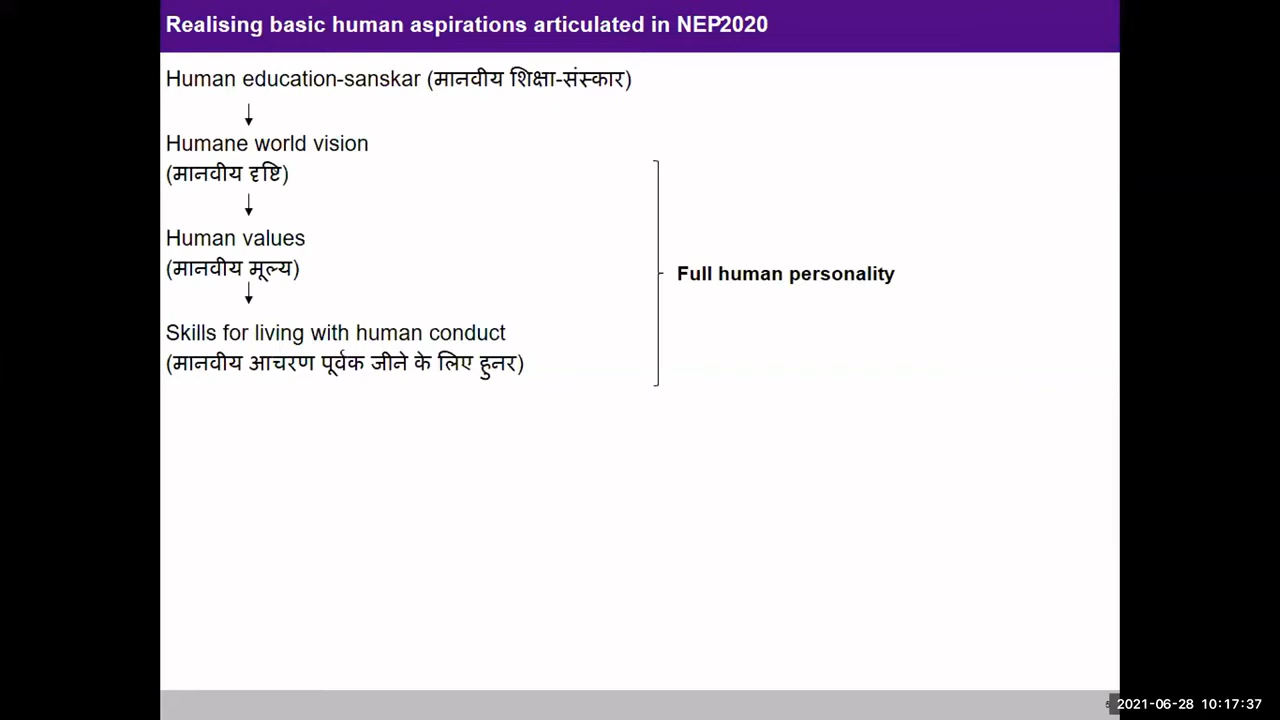 Realising basic human aspirations articulated in NEP2020
Human education-sanskar (मानवीय शिक्षा-संस्कार)
Humane world vision
(मानवीय दृष्टि)
Human values
(मानवीय मूल्य)
Full human personality
Skills for living with human conduct
(मानवीय आचरण पूर्वक जीने के लिए हुनर)
2021-06-28 10:17:37